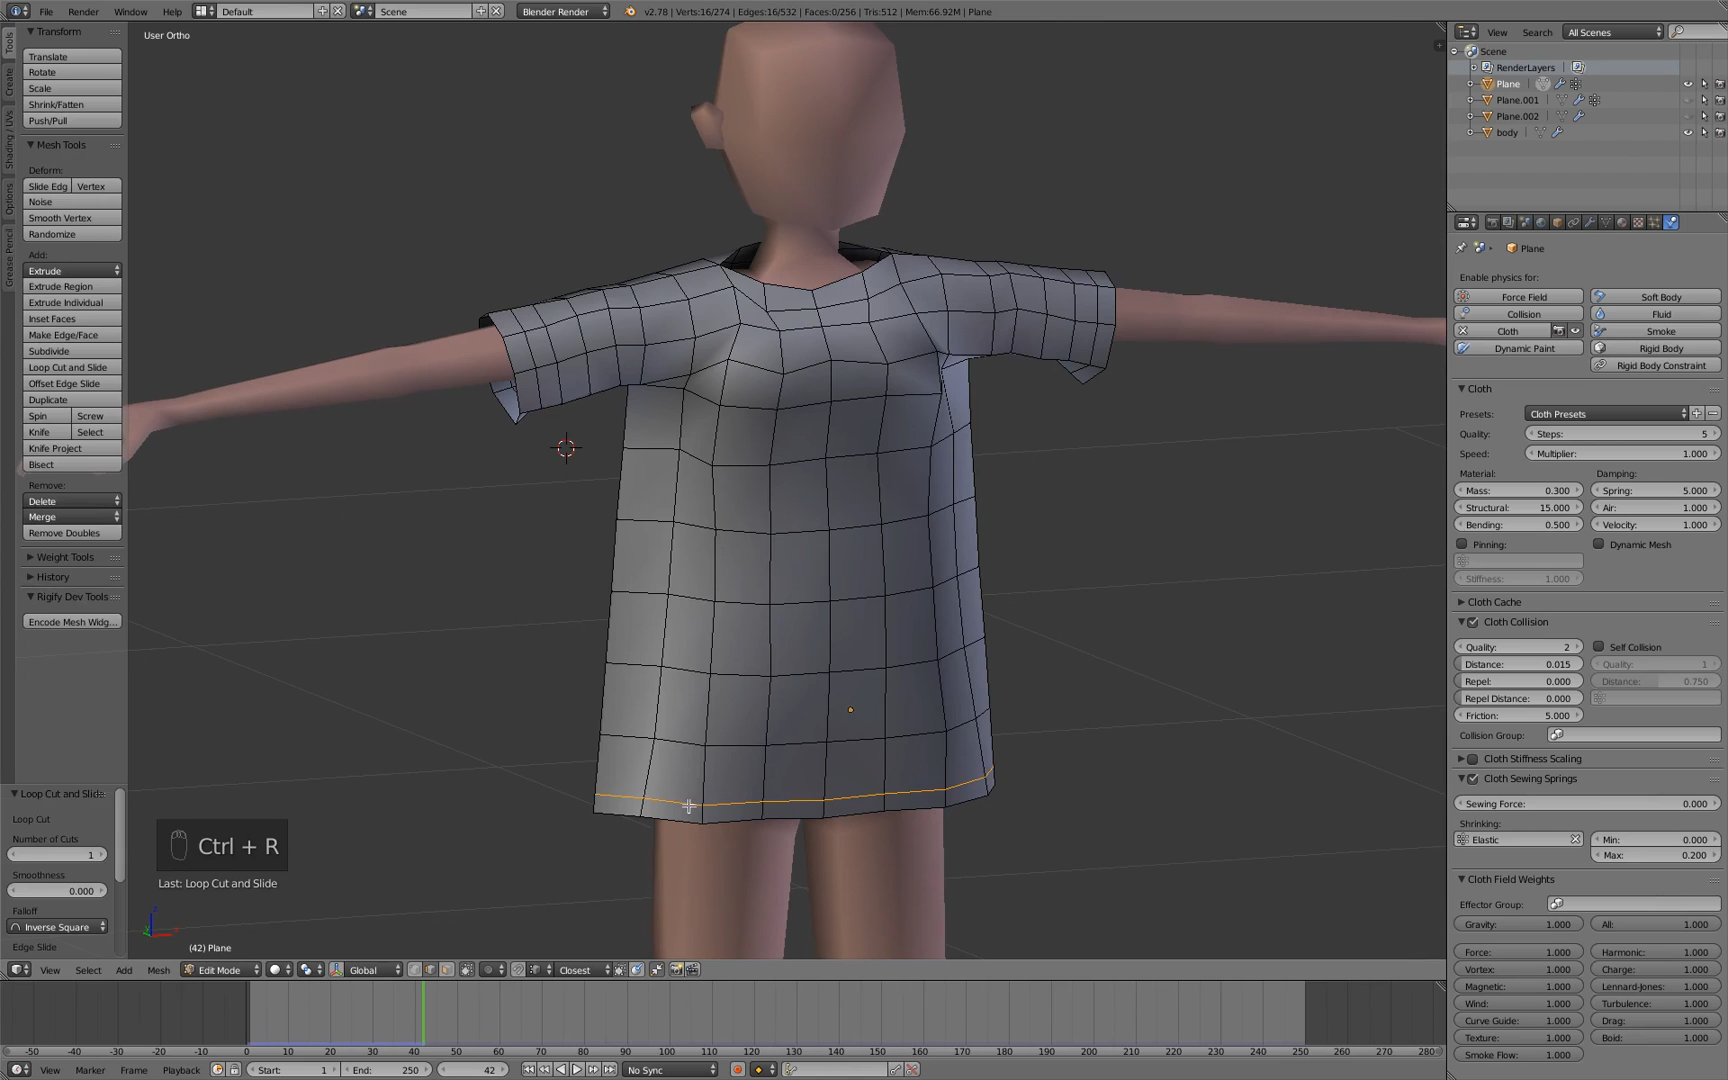 File Render Window Help Default Scene Blender Render v2.78 | Verts:16/274 | Edges:16/532 | Faces:0/256 | Tris:512 | Mem:66.92M | Plane
View Search All Scenes
Tools
Create
Shading / UVs
Options
Grease Pencil
Transform
Translate
Rotate
Scale
Shrink/Fatten
Push/Pull
Mesh Tools
Deform:
Slide Edg Vertex
Noise
Smooth Vertex
Randomize
Add:
Extrude
Extrude Region
Extrude Individual
Inset Faces
Make Edge/Face
Subdivide
Loop Cut and Slide
Offset Edge Slide
Duplicate
Spin Screw
Knife Select
Knife Project
Bisect
Remove:
Delete
Merge
Remove Doubles
Weight Tools
History
Rigify Dev Tools
Encode Mesh Widg...
Loop Cut and Slide
Loop Cut
Number of Cuts
1
Smoothness
0.000
Falloff
Inverse Square
Edge Slide
User Ortho
Ctrl + R
Last: Loop Cut and Slide
(42) Plane
Scene
RenderLayers
Plane
Plane.001
Plane.002
body
Plane
Enable physics for:
Force Field Soft Body
Collision Fluid
Cloth Smoke
Dynamic Paint Rigid Body
Rigid Body Constraint
Cloth
Presets: Cloth Presets
Quality: Steps: 5
Speed: Multiplier: 1.000
Material: Damping:
Mass: 0.300 Spring: 5.000
Structural: 15.000 Air: 1.000
Bending: 0.500 Velocity: 1.000
Pinning: Dynamic Mesh
Stiffness: 1.000
Cloth Cache
Cloth Collision
Quality: 2 Self Collision
Distance: 0.015 Quality: 1
Repel: 0.000 Distance: 0.750
Repel Distance: 0.000
Friction: 5.000
Collision Group:
Cloth Stiffness Scaling
Cloth Sewing Springs
Sewing Force: 0.000
Shrinking:
Elastic Min: 0.000
Max: 0.200
Cloth Field Weights
Effector Group:
Gravity: 1.000 All: 1.000
Force: 1.000 Harmonic: 1.000
Vortex: 1.000 Charge: 1.000
Magnetic: 1.000 Lennard-Jones: 1.000
Wind: 1.000 Turbulence: 1.000
Curve Guide: 1.000 Drag: 1.000
Texture: 1.000 Boid: 1.000
Smoke Flow: 1.000
View Select Add Mesh Edit Mode Global Closest
-50 -40 -30 -20 -10 0 10 20 30 40 50 60 70 80 90 100 110 120 130 140 150 160 170 180 190 200 210 220 230 240 250 260 270 280
View Marker Frame Playback Start: 1 End: 250 42 No Sync